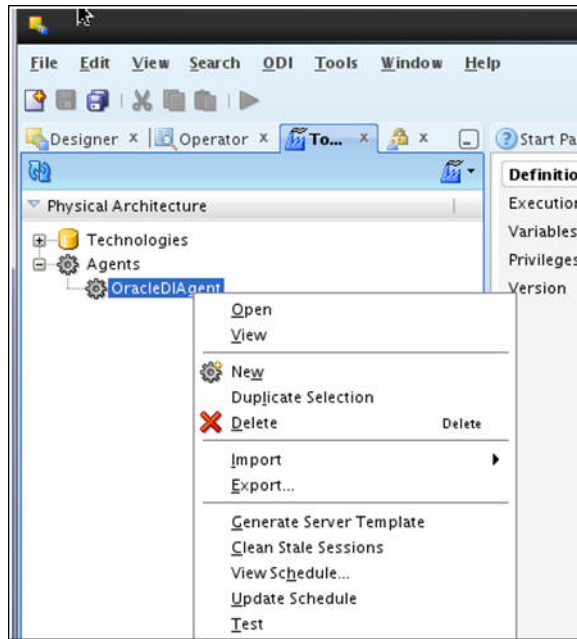 File Edit View Search ODI Tools Window Help
Designer Operator To... Start Pa
Definitio
Physical Architecture
Execution
Variables
Technologies
Agents
Privileges
OracleDIAgent
Version
Open
View
New
Duplicate Selection
Delete Delete
Import
Export...
Generate Server Template
Clean Stale Sessions
View Schedule...
Update Schedule
Test